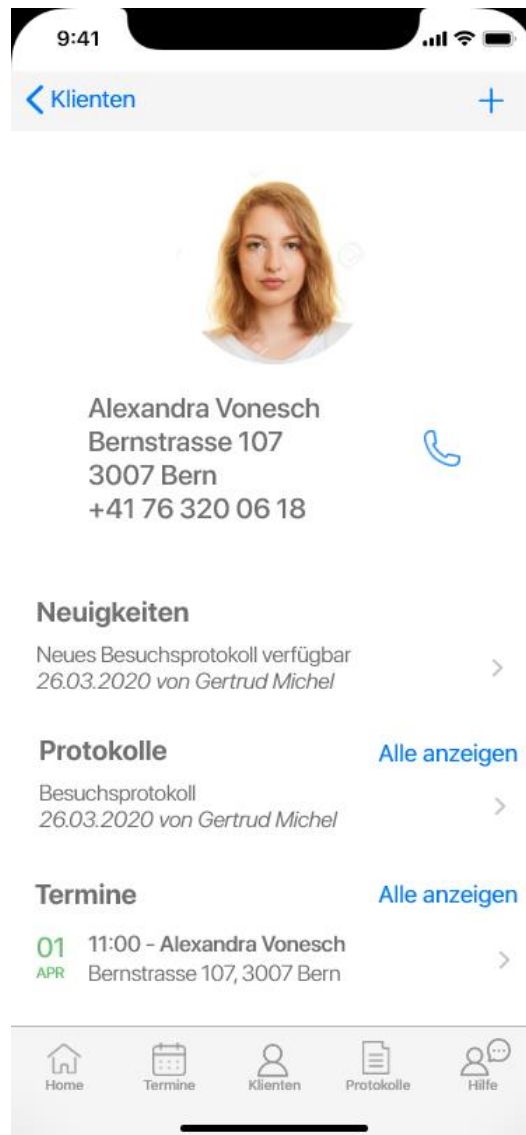 9:41
Klienten
Alexandra Vonesch
Bernstrasse 107
3007 Bern
+41 76 320 06 18
Neuigkeiten
Neues Besuchsprotokoll verfügbar
26.03.2020 von Gertrud Michel
Protokolle Alle anzeigen
Besuchsprotokoll
26.03.2020 von Gertrud Michel
Termine Alle anzeigen
01 11:00 - Alexandra Vonesch
APR Bernstrasse 107, 3007 Bern
Home Termine Klienten Protokolle Hilfe